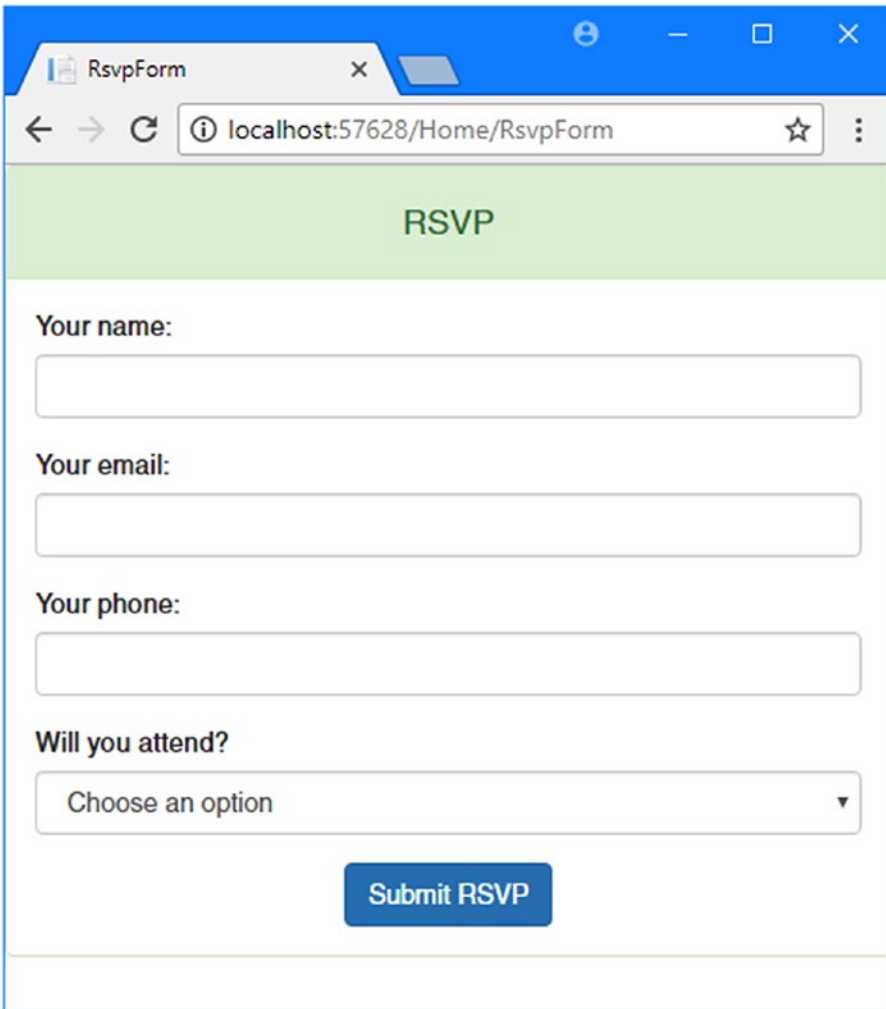 RsvpForm
localhost:57628/Home/RsvpForm
RSVP
Your name:
Your email:
Your phone:
Will you attend?
Choose an option
Submit RSVP